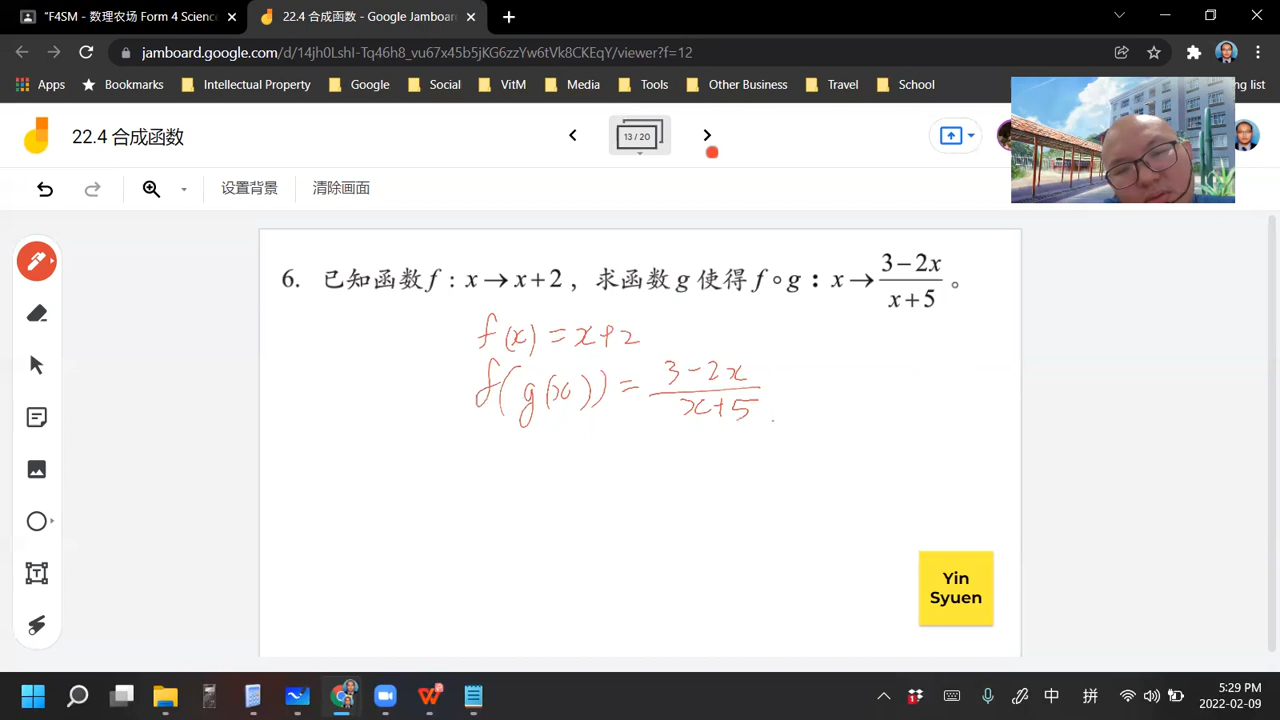 "F4SM - 数理农场 Form 4 Science
22.4 合成函数 - Google Jamboard
jamboard.google.com/d/14jh0LshI-Tq46h8_vu67x45b5jKG6zzYw6tVk8CKEqY/viewer?f=12
Apps
Bookmarks
Intellectual Property
Google
Social
VitM
Media
Tools
Other Business
Travel
School
ng list
22.4 合成函数
13 / 20
设置背景
清除画面
6. 已知函数 f : x → x + 2 ，求函数 g 使得 f ∘ g : x → (3 − 2x)/(x + 5) 。
f(x) = x+2
f(g(x)) = (3-2x)/(x+5)
Yin
Syuen
中
拼
5:29 PM
2022-02-09